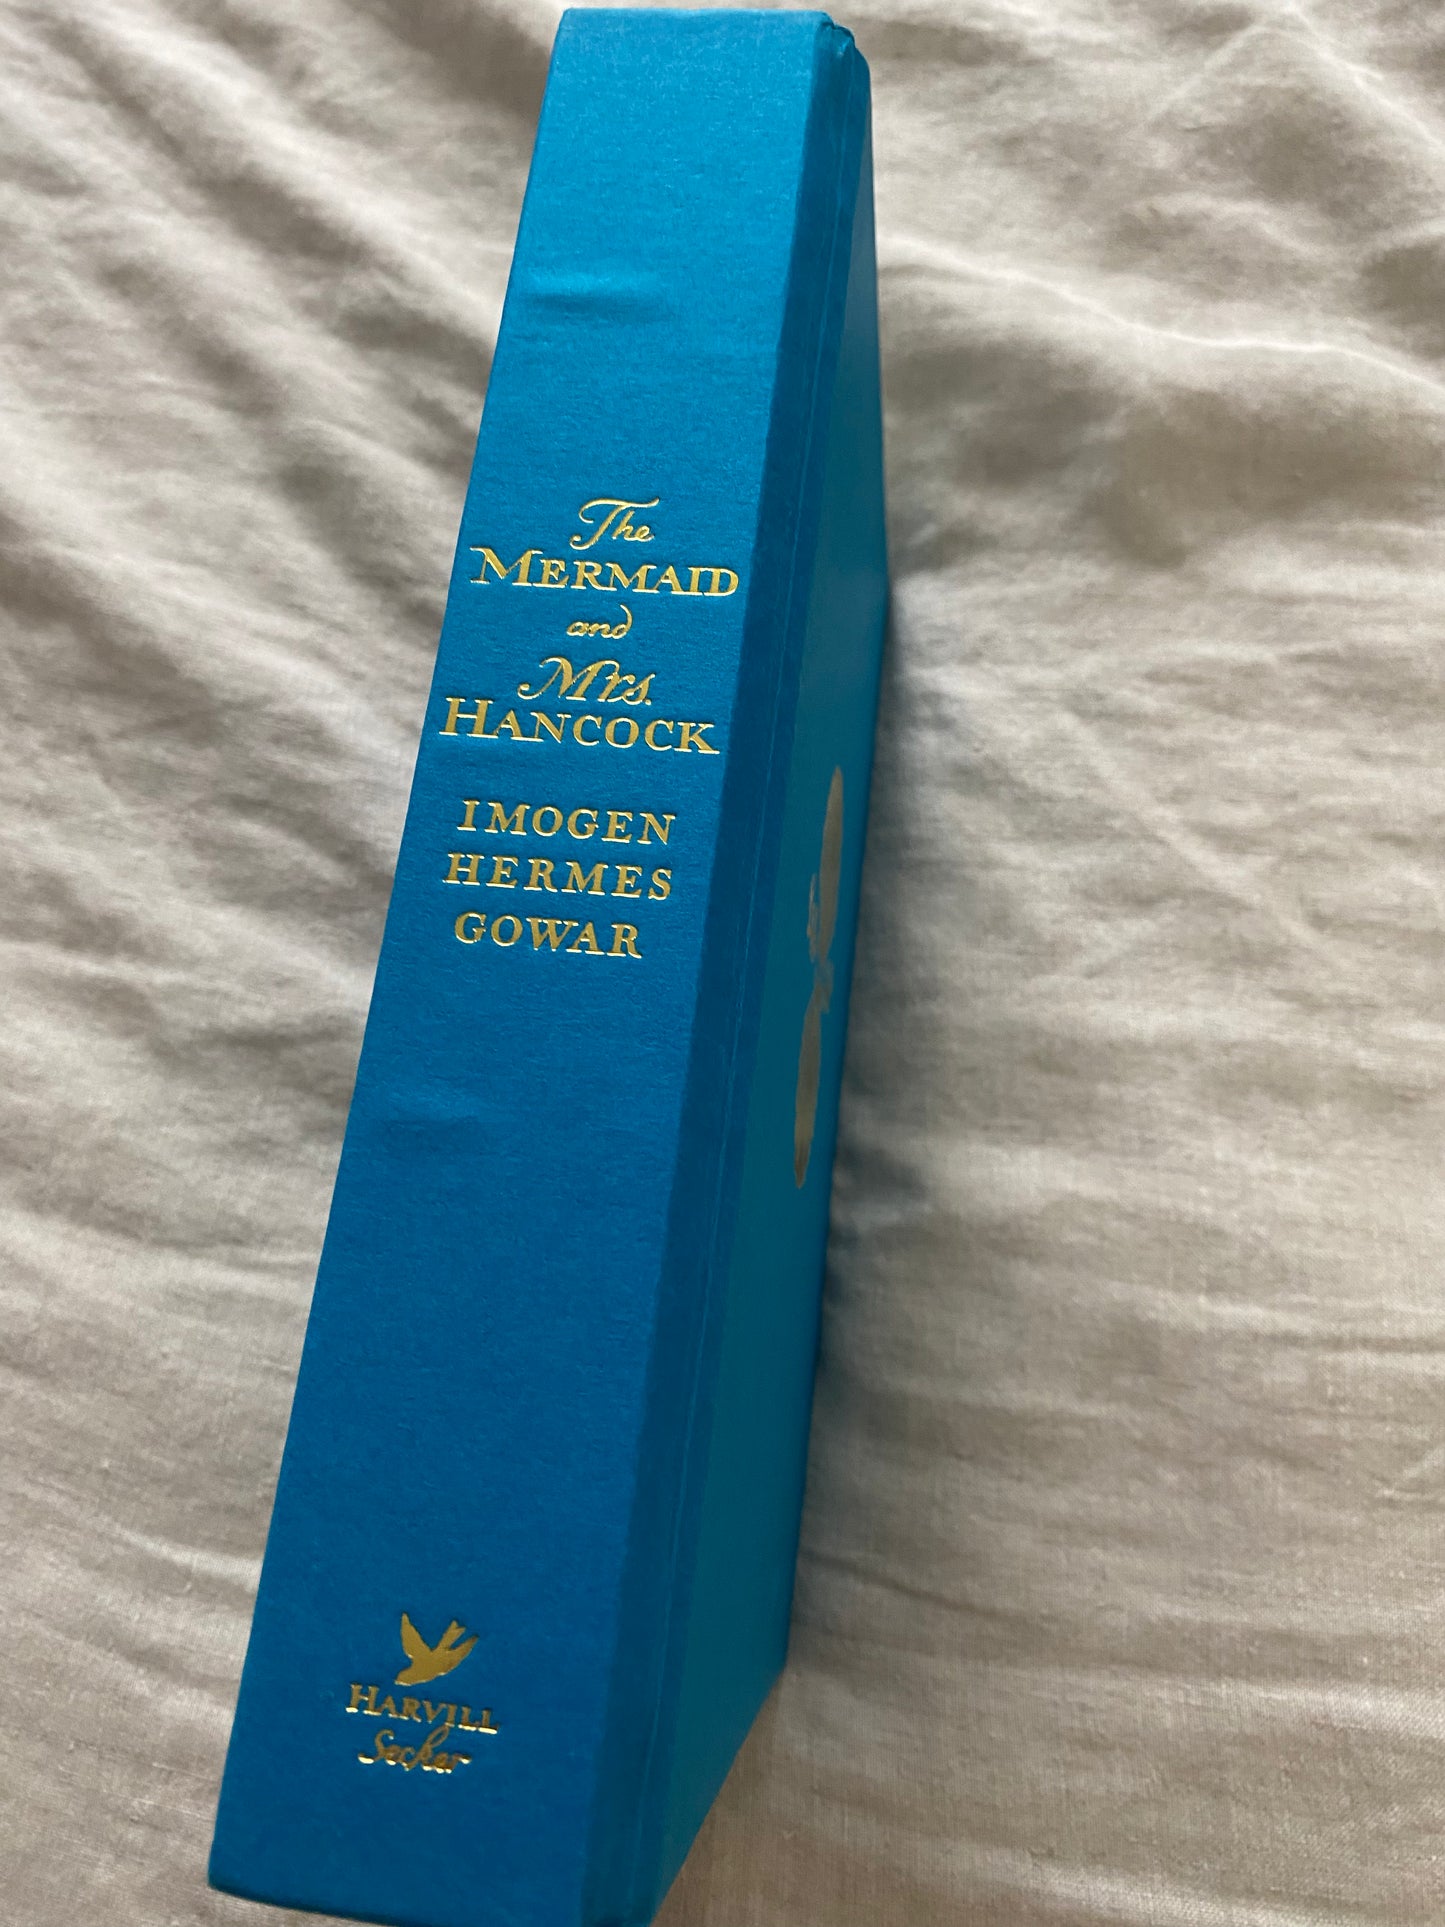 The
MERMAID
and
Mrs.
HANCOCK
IMOGEN
HERMES
GOWAR
HARVILL
Secker